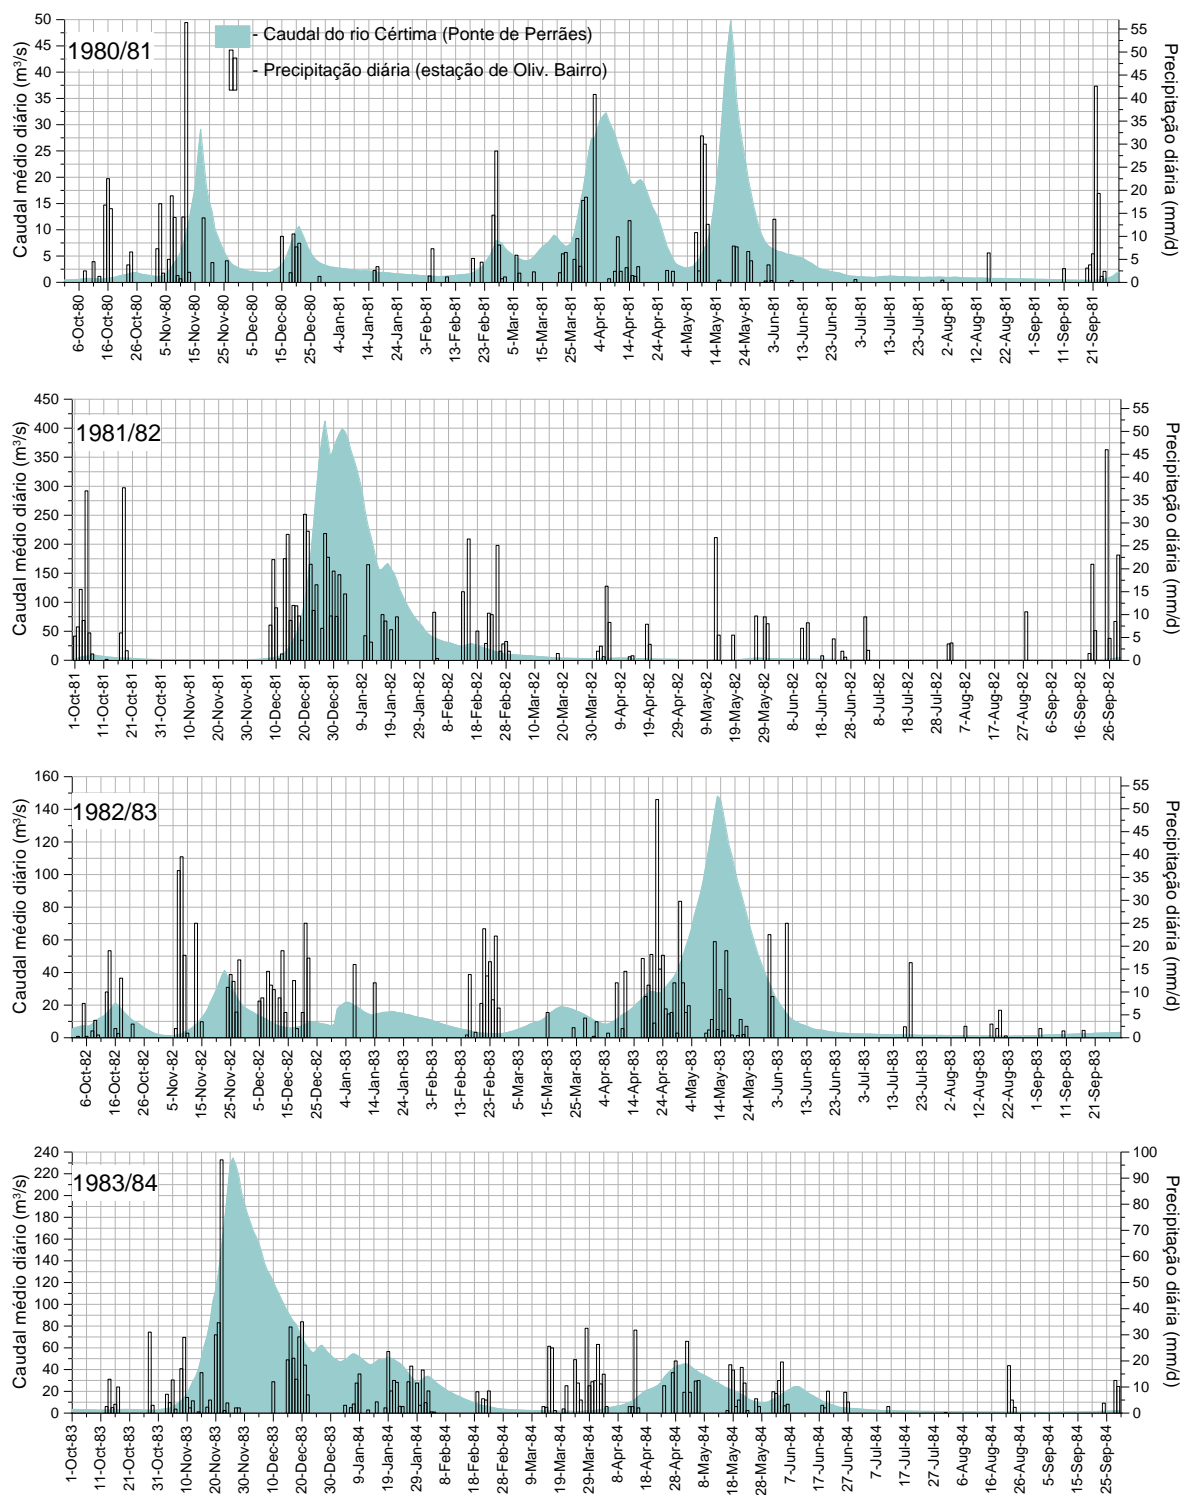 1980/81
- Caudal do rio Cértima (Ponte de Perrães)
- Precipitação diária (estação de Oliv. Bairro)
Caudal médio diário (m³/s)
50
45
40
35
30
25
20
15
10
5
0
Precipitação diária (mm/d)
55
50
45
40
35
30
25
20
15
10
5
0
6-Oct-80
16-Oct-80
26-Oct-80
5-Nov-80
15-Nov-80
25-Nov-80
5-Dec-80
15-Dec-80
25-Dec-80
4-Jan-81
14-Jan-81
24-Jan-81
3-Feb-81
13-Feb-81
23-Feb-81
5-Mar-81
15-Mar-81
25-Mar-81
4-Apr-81
14-Apr-81
24-Apr-81
4-May-81
14-May-81
24-May-81
3-Jun-81
13-Jun-81
23-Jun-81
3-Jul-81
13-Jul-81
23-Jul-81
2-Aug-81
12-Aug-81
22-Aug-81
1-Sep-81
11-Sep-81
21-Sep-81
1981/82
Caudal médio diário (m³/s)
450
400
350
300
250
200
150
100
50
0
Precipitação diária (mm/d)
55
50
45
40
35
30
25
20
15
10
5
0
1-Oct-81
11-Oct-81
21-Oct-81
31-Oct-81
10-Nov-81
20-Nov-81
30-Nov-81
10-Dec-81
20-Dec-81
30-Dec-81
9-Jan-82
19-Jan-82
29-Jan-82
8-Feb-82
18-Feb-82
28-Feb-82
10-Mar-82
20-Mar-82
30-Mar-82
9-Apr-82
19-Apr-82
29-Apr-82
9-May-82
19-May-82
29-May-82
8-Jun-82
18-Jun-82
28-Jun-82
8-Jul-82
18-Jul-82
28-Jul-82
7-Aug-82
17-Aug-82
27-Aug-82
6-Sep-82
16-Sep-82
26-Sep-82
1982/83
Caudal médio diário (m³/s)
160
140
120
100
80
60
40
20
0
Precipitação diária (mm/d)
55
50
45
40
35
30
25
20
15
10
5
0
6-Oct-82
16-Oct-82
26-Oct-82
5-Nov-82
15-Nov-82
25-Nov-82
5-Dec-82
15-Dec-82
25-Dec-82
4-Jan-83
14-Jan-83
24-Jan-83
3-Feb-83
13-Feb-83
23-Feb-83
5-Mar-83
15-Mar-83
25-Mar-83
4-Apr-83
14-Apr-83
24-Apr-83
4-May-83
14-May-83
24-May-83
3-Jun-83
13-Jun-83
23-Jun-83
3-Jul-83
13-Jul-83
23-Jul-83
2-Aug-83
12-Aug-83
22-Aug-83
1-Sep-83
11-Sep-83
21-Sep-83
1983/84
Caudal médio diário (m³/s)
240
220
200
180
160
140
120
100
80
60
40
20
0
Precipitação diária (mm/d)
100
90
80
70
60
50
40
30
20
10
0
1-Oct-83
11-Oct-83
21-Oct-83
31-Oct-83
10-Nov-83
20-Nov-83
30-Nov-83
10-Dec-83
20-Dec-83
30-Dec-83
9-Jan-84
19-Jan-84
29-Jan-84
8-Feb-84
18-Feb-84
28-Feb-84
9-Mar-84
19-Mar-84
29-Mar-84
8-Apr-84
18-Apr-84
28-Apr-84
8-May-84
18-May-84
28-May-84
7-Jun-84
17-Jun-84
27-Jun-84
7-Jul-84
17-Jul-84
27-Jul-84
6-Aug-84
16-Aug-84
26-Aug-84
5-Sep-84
15-Sep-84
25-Sep-84